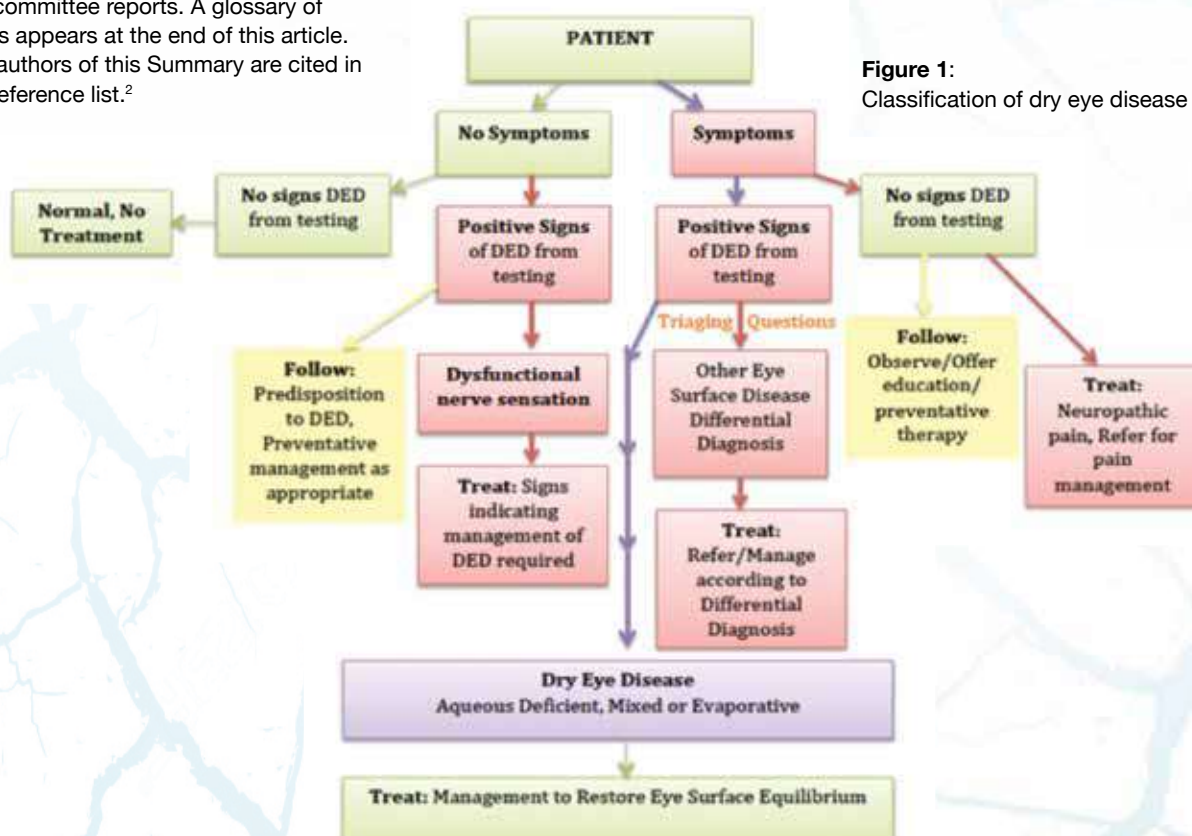 committee reports. A glossary of
s appears at the end of this article.
authors of this Summary are cited in
eference list.²
Figure 1:
Classification of dry eye disease
PATIENT
No Symptoms
Symptoms
Normal, No
Treatment
No signs DED
from testing
Positive Signs
of DED from
testing
Positive Signs
of DED from
testing
No signs DED
from testing
Triaging Questions
Follow:
Predisposition
to DED,
Preventative
management as
appropriate
Dysfunctional
nerve sensation
Treat: Signs
indicating
management of
DED required
Other Eye
Surface Disease
Differential
Diagnosis
Treat:
Refer/Manage
according to
Differential
Diagnosis
Follow:
Observe/Offer
education/
preventative
therapy
Treat:
Neuropathic
pain, Refer for
pain
management
Dry Eye Disease
Aqueous Deficient, Mixed or Evaporative
Treat: Management to Restore Eye Surface Equilibrium